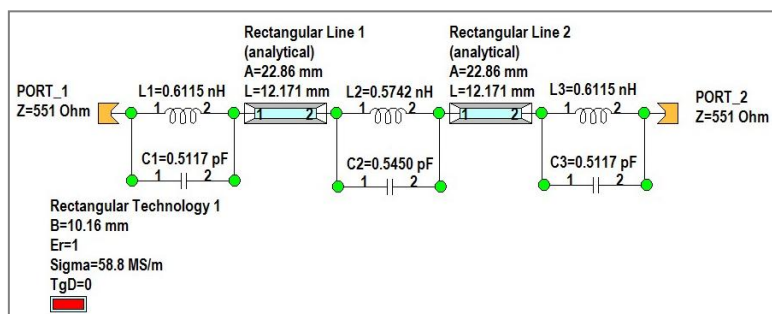 Rectangular Line 1
(analytical)
A=22.86 mm
L=12.171 mm
Rectangular Line 2
(analytical)
A=22.86 mm
L=12.171 mm
PORT_1
Z=551 Ohm
L1=0.6115 nH
1 2
1 2
L2=0.5742 nH
1 2
1 2
L3=0.6115 nH
1 2
PORT_2
Z=551 Ohm
C1=0.5117 pF
1 2
C2=0.5450 pF
1 2
C3=0.5117 pF
1 2
Rectangular Technology 1
B=10.16 mm
Er=1
Sigma=58.8 MS/m
TgD=0